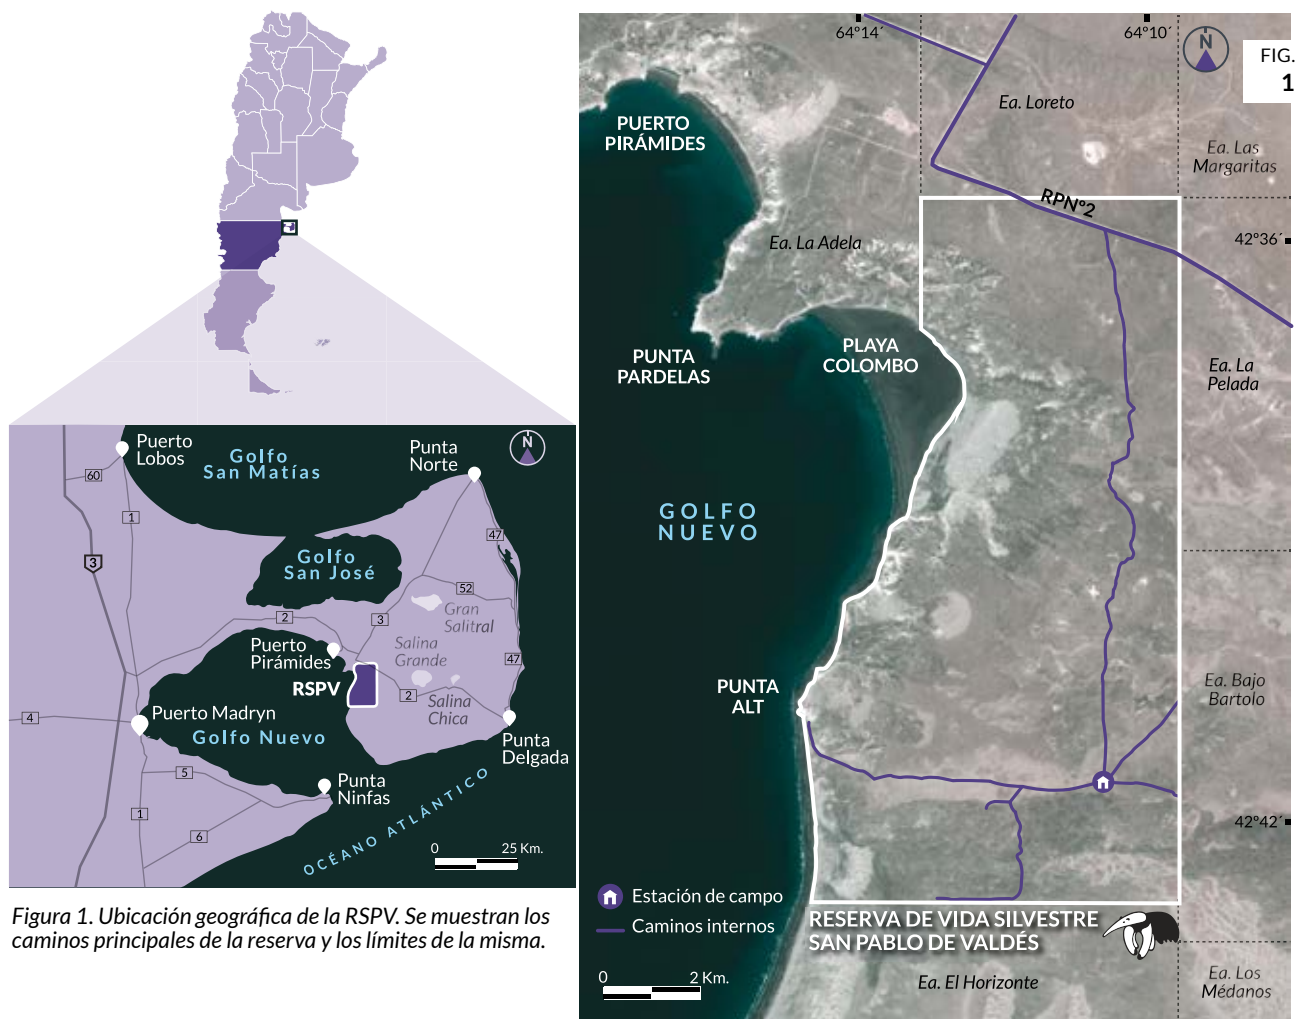 64°14´
64°10´
N
FIG.
1
Ea. Loreto
PUERTO
PIRÁMIDES
Ea. Las
Margaritas
RPNº2
Ea. La Adela
42º36´
PUNTA
PARDELAS
PLAYA
COLOMBO
Ea. La
Pelada
GOLFO
NUEVO
PUNTA
ALT
Ea. Bajo
Bartolo
42º42´
Estación de campo
Caminos internos
RESERVA DE VIDA SILVESTRE
SAN PABLO DE VALDÉS
0 2 Km.
Ea. El Horizonte
Ea. Los
Médanos
Puerto
Lobos
Golfo
San Matías
Punta
Norte
N
60
1
3
47
Golfo
San José
52
Gran
Salitral
2
3
Puerto
Pirámides
Salina
Grande
47
RSPV
2
Salina
Chica
4
Puerto Madryn
Golfo Nuevo
Punta
Delgada
5
Punta
Ninfas
1
6
OCÉANO ATLÁNTICO
0 25 Km.
Figura 1. Ubicación geográfica de la RSPV. Se muestran los
caminos principales de la reserva y los límites de la misma.